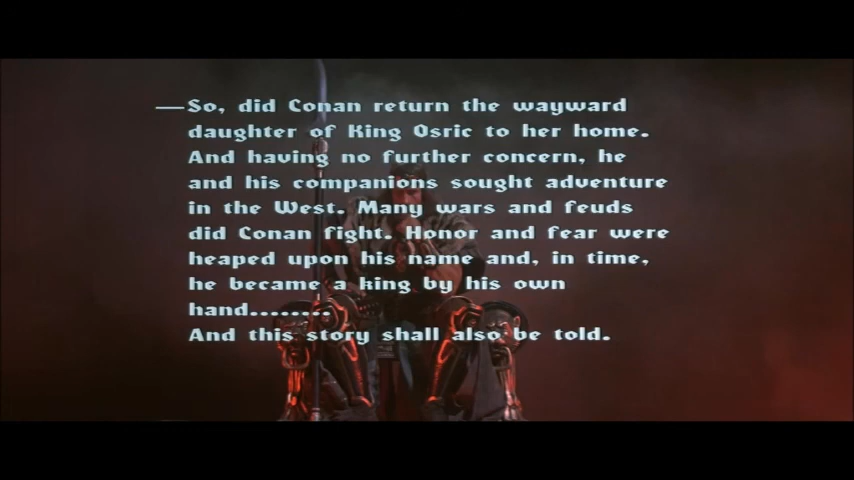 —So, did Conan return the wayward
daughter of King Osric to her home.
And having no further concern, he
and his companions sought adventure
in the West. Many wars and feuds
did Conan fight. Honor and fear were
heaped upon his name and, in time,
he became a king by his own
hand........
And this story shall also be told.